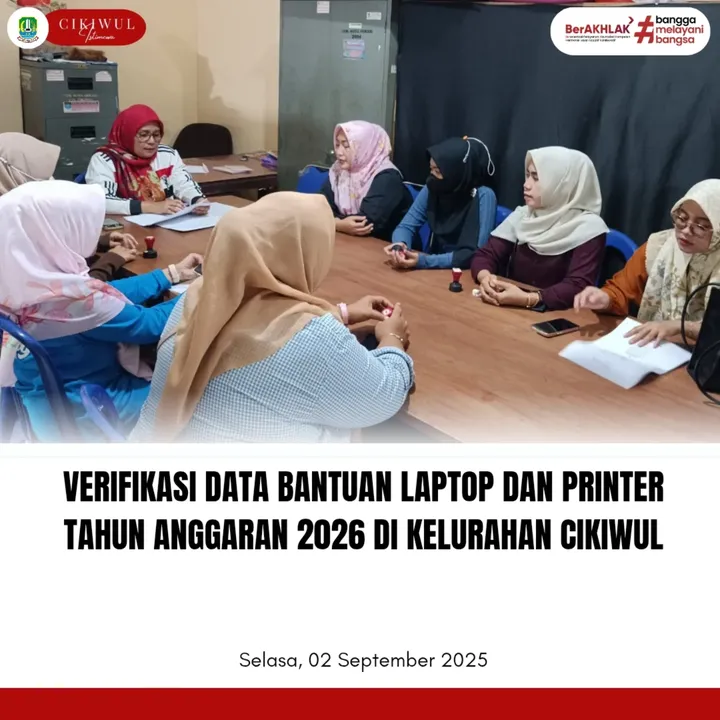 CIKIWUL
Istimewa
BerAKHLAK
#bangga
melayani
bangsa
VERIFIKASI DATA BANTUAN LAPTOP DAN PRINTER
TAHUN ANGGARAN 2026 DI KELURAHAN CIKIWUL
Selasa, 02 September 2025